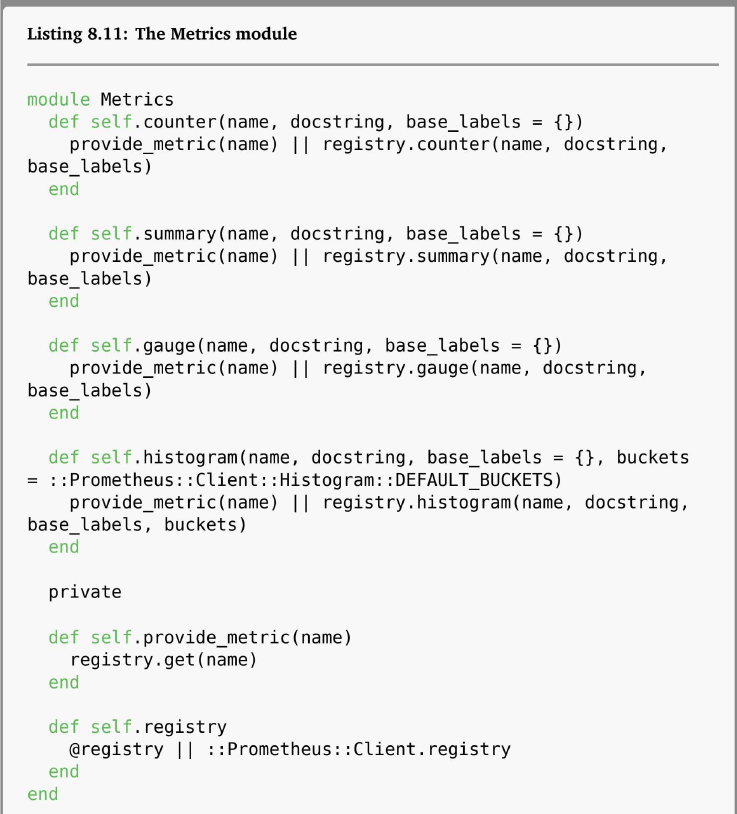 Listing 8.11: The Metrics module
module Metrics
  def self.counter(name, docstring, base_labels = {})
    provide_metric(name) || registry.counter(name, docstring,
base_labels)
  end

  def self.summary(name, docstring, base_labels = {})
    provide_metric(name) || registry.summary(name, docstring,
base_labels)
  end

  def self.gauge(name, docstring, base_labels = {})
    provide_metric(name) || registry.gauge(name, docstring,
base_labels)
  end

  def self.histogram(name, docstring, base_labels = {}, buckets
= ::Prometheus::Client::Histogram::DEFAULT_BUCKETS)
    provide_metric(name) || registry.histogram(name, docstring,
base_labels, buckets)
  end

  private

  def self.provide_metric(name)
    registry.get(name)
  end

  def self.registry
    @registry || ::Prometheus::Client.registry
  end
end